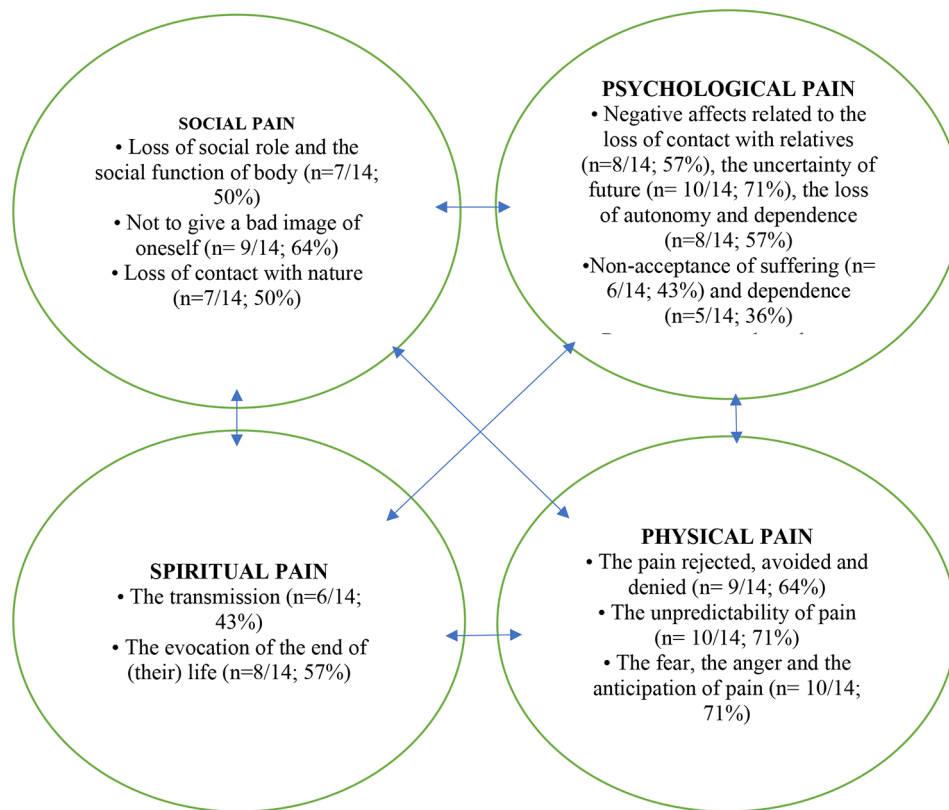 SOCIAL PAIN
• Loss of social role and the
social function of body (n=7/14;
50%)
• Not to give a bad image of
oneself (n= 9/14; 64%)
• Loss of contact with nature
(n=7/14; 50%)
PSYCHOLOGICAL PAIN
• Negative affects related to the
loss of contact with relatives
(n=8/14; 57%), the uncertainty of
future (n= 10/14; 71%), the loss
of autonomy and dependence
(n=8/14; 57%)
•Non-acceptance of suffering (n=
6/14; 43%) and dependence
(n=5/14; 36%)
SPIRITUAL PAIN
• The transmission (n=6/14;
43%)
• The evocation of the end of
(their) life (n=8/14; 57%)
PHYSICAL PAIN
• The pain rejected, avoided and
denied (n= 9/14; 64%)
• The unpredictability of pain
(n= 10/14; 71%)
• The fear, the anger and the
anticipation of pain (n= 10/14;
71%)